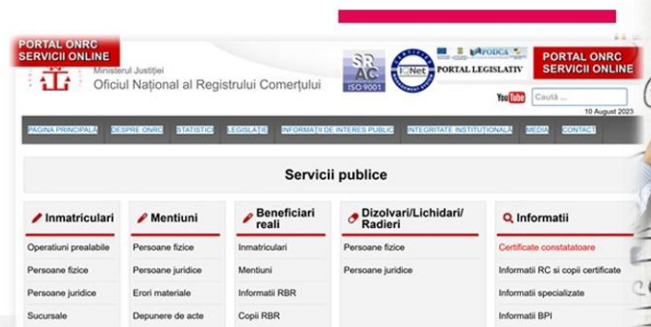 PORTAL ONRC
SERVICII ONLINE
Ministerul Justiției
Oficiul Național al Registrului Comerțului
SR
AC
ISO 9001
IQNet
PODCA
PORTAL LEGISLATIV
PORTAL ONRC
SERVICII ONLINE
You Tube
Caută ...
10 August 2023
PAGINA PRINCIPALĂ DESPRE ONRC STATISTICI LEGISLAȚIE INFORMAȚII DE INTERES PUBLIC INTEGRITATE INSTITUȚIONALĂ MEDIA CONTACT
Servicii publice
Inmatriculari
Operatiuni prealabile
Persoane fizice
Persoane juridice
Sucursale
Mentiuni
Persoane fizice
Persoane juridice
Erori materiale
Depunere de acte
Beneficiari
reali
Inmatriculari
Mentiuni
Informatii RBR
Copii RBR
Dizolvari/Lichidari/
Radieri
Persoane fizice
Persoane juridice
Informatii
Certificate constatatoare
Informatii RC si copii certificate
Informatii specializate
Informatii BPI